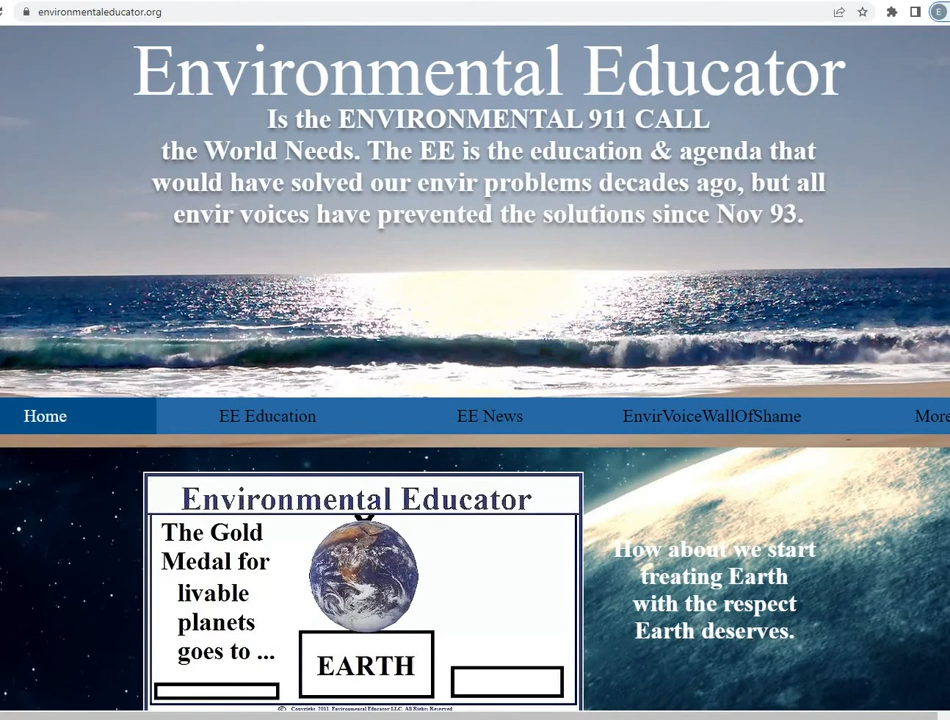 environmentaleducator.org
E
Environmental Educator
Is the ENVIRONMENTAL 911 CALL
the World Needs. The EE is the education & agenda that
would have solved our envir problems decades ago, but all
envir voices have prevented the solutions since Nov 93.
Home EE Education EE News EnvirVoiceWallOfShame More
Environmental Educator
The Gold
Medal for
livable
planets
goes to ...
EARTH
© Copyright, 2011, Environmental Educator LLC, All Rights Reserved
How about we start
treating Earth
with the respect
Earth deserves.